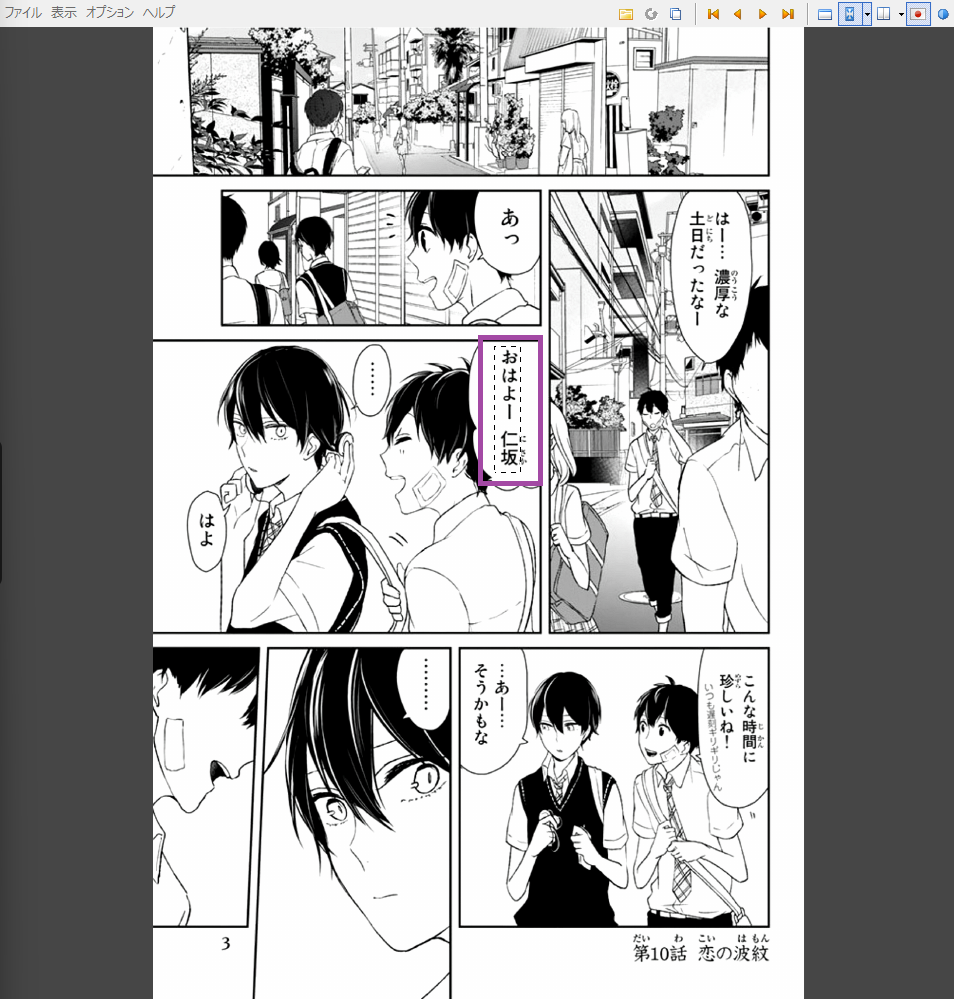 ファイル 表示 オプション ヘルプ
はー…
土日だったなー
濃厚な
あっ
おはよー 仁坂
……
はよ
こんな時間に
珍しいね!
いつも遅刻ギリギリじゃん
…あー…
そうかもな
………
3
第10話 恋の波紋